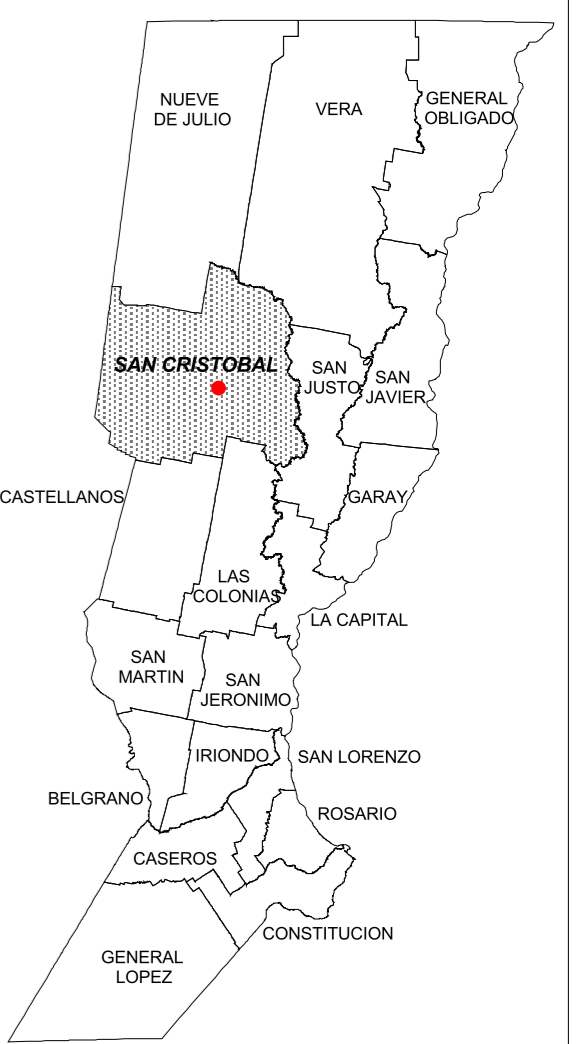 NUEVE
DE JULIO
VERA
GENERAL
OBLIGADO
SAN CRISTOBAL
SAN
JUSTO
SAN
JAVIER
CASTELLANOS
GARAY
LAS
COLONIAS
LA CAPITAL
SAN
MARTIN
SAN
JERONIMO
IRIONDO
SAN LORENZO
BELGRANO
ROSARIO
CASEROS
CONSTITUCION
GENERAL
LOPEZ